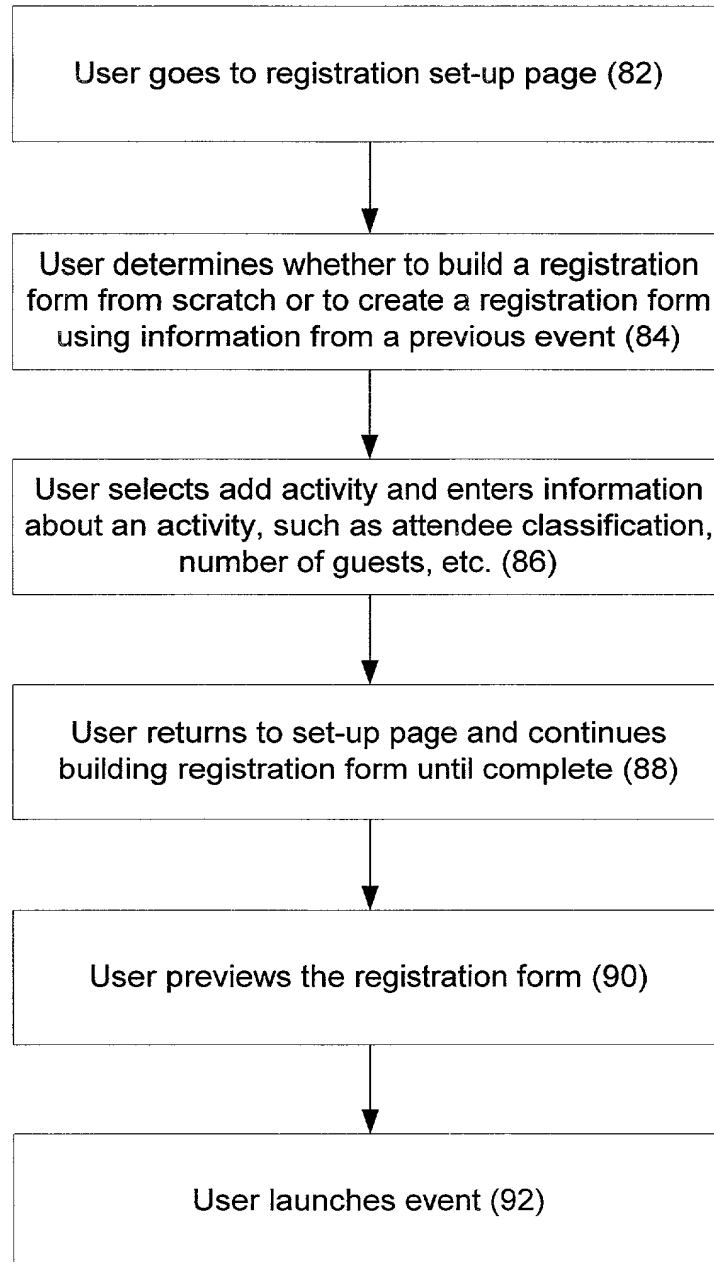 User goes to registration set-up page (82)
User determines whether to build a registration
form from scratch or to create a registration form
using information from a previous event (84)
User selects add activity and enters information
about an activity, such as attendee classification,
number of guests, etc. (86)
User returns to set-up page and continues
building registration form until complete (88)
User previews the registration form (90)
User launches event (92)